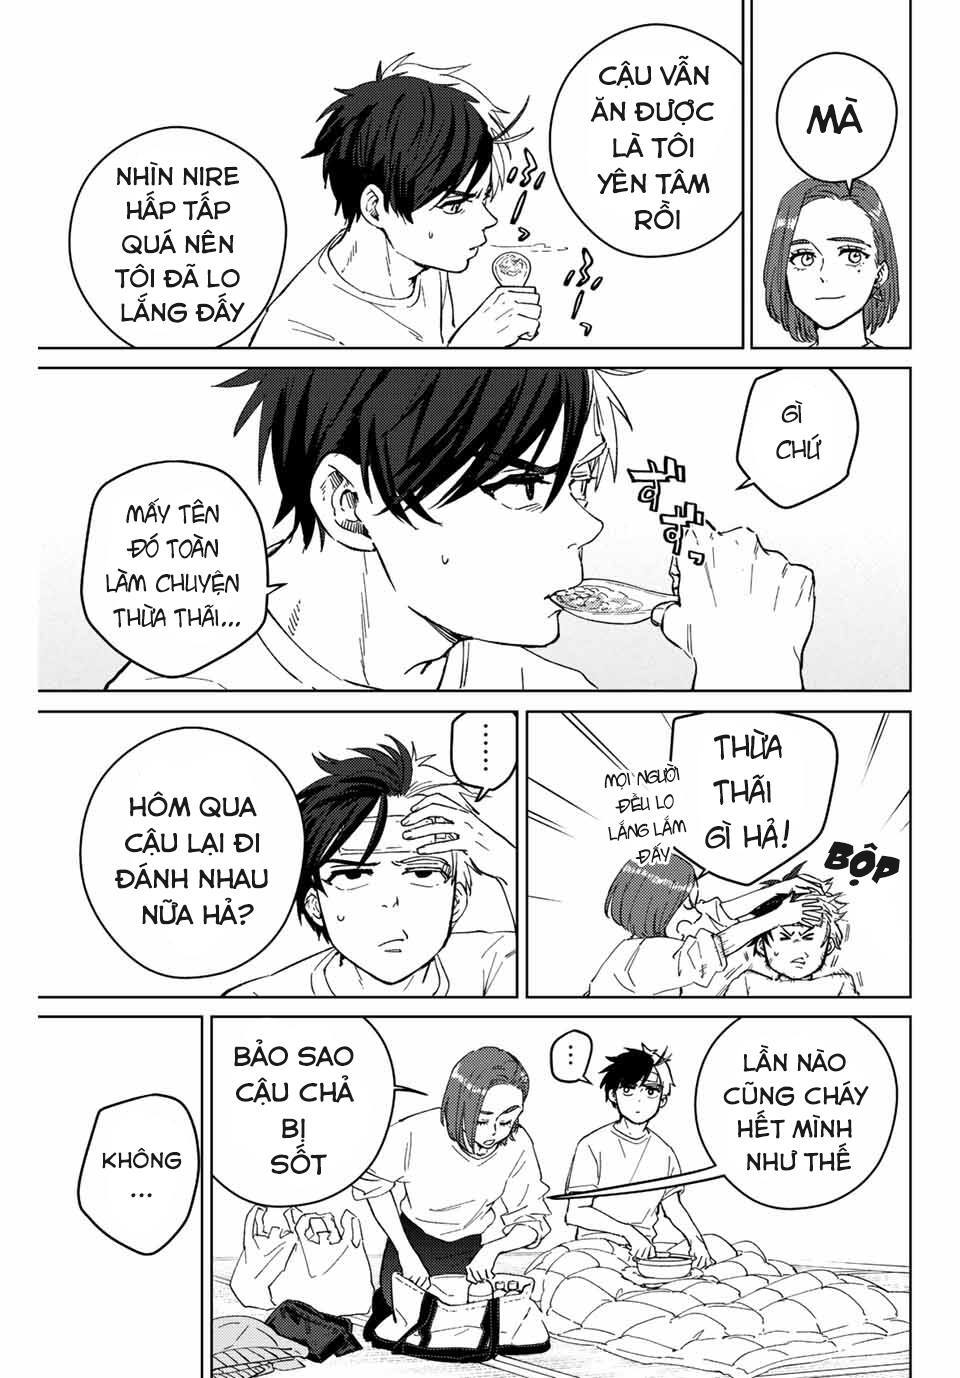 MÀ
CẬU VẪN
ĂN ĐƯỢC
LÀ TÔI
YÊN TÂM
RỒI
NHÌN NIRE
HẤP TẤP
QUÁ NÊN
TÔI ĐÃ LO
LẮNG ĐẤY
GÌ
CHỨ
ずずず,
MẤY TÊN
ĐÓ TOÀN
LÀM CHUYỆN
THỪA THÃI...
THỪA
THÃI
GÌ HẢ!
MỌI NGƯỜI
ĐỀU LO
LẮNG LẮM
ĐẤY
BỘP
......
HÔM QUA
CẬU LẠI ĐI
ĐÁNH NHAU
NỮA HẢ?
LẦN NÀO
CŨNG CHÁY
HẾT MÌNH
NHƯ THẾ
...
BẢO SAO
CẬU CHẢ
BỊ
SỐT
KHÔNG
...